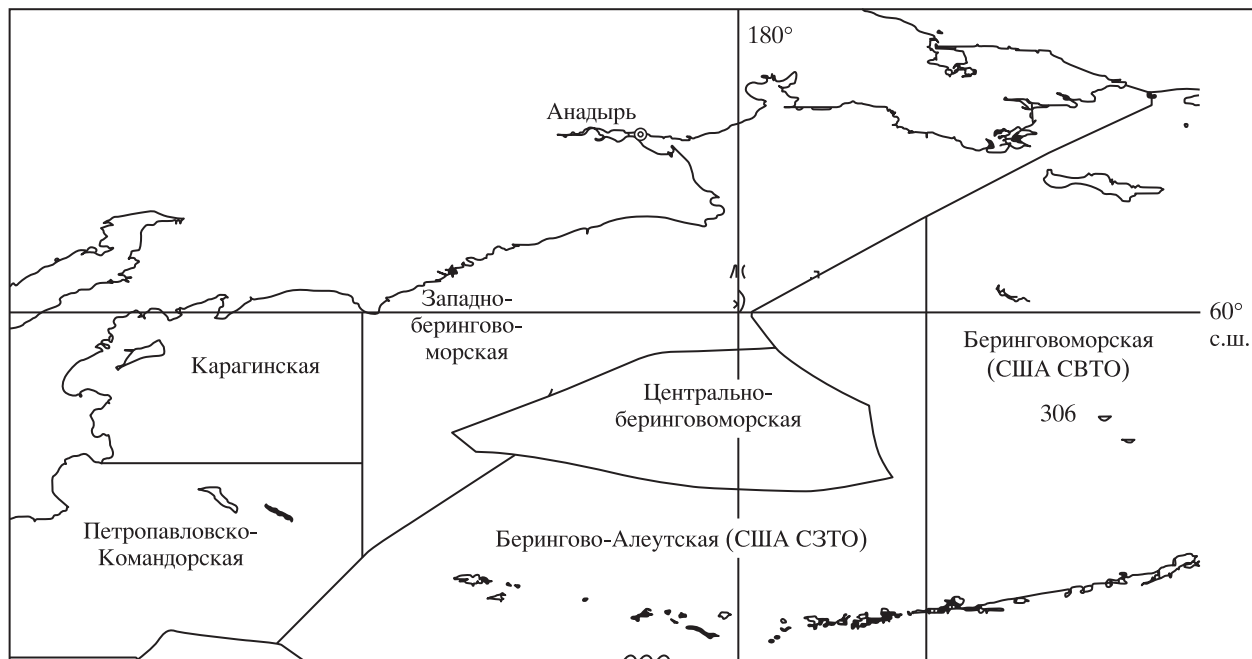 180°
Анадырь
Западно-
берингово-
морская
60°
с.ш.
Карагинская
Беринговоморская
(США СВТО)
306
Центрально-
беринговоморская
Петропавловско-
Командорская
Берингово-Алеутская (США СЗТО)